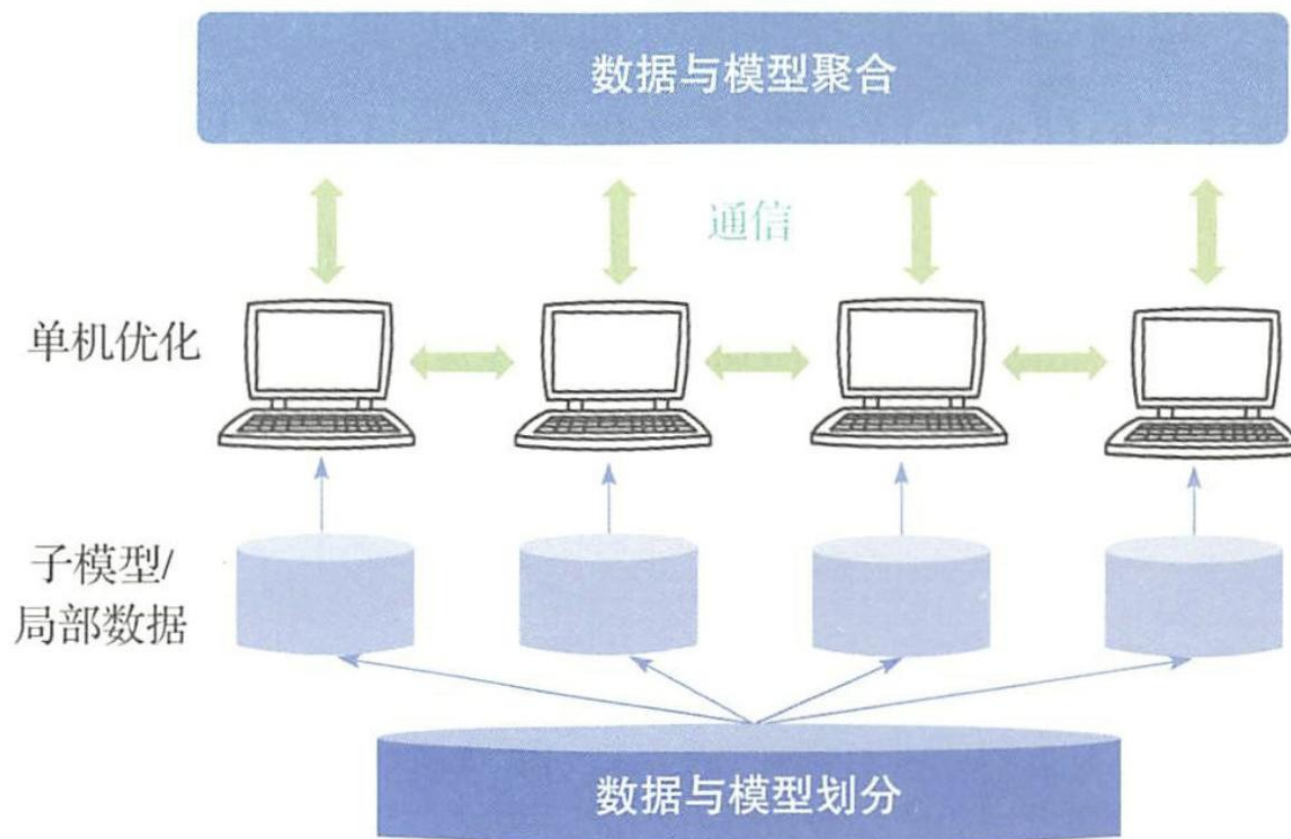 数据与模型聚合
通信
单机优化
子模型/
局部数据
数据与模型划分